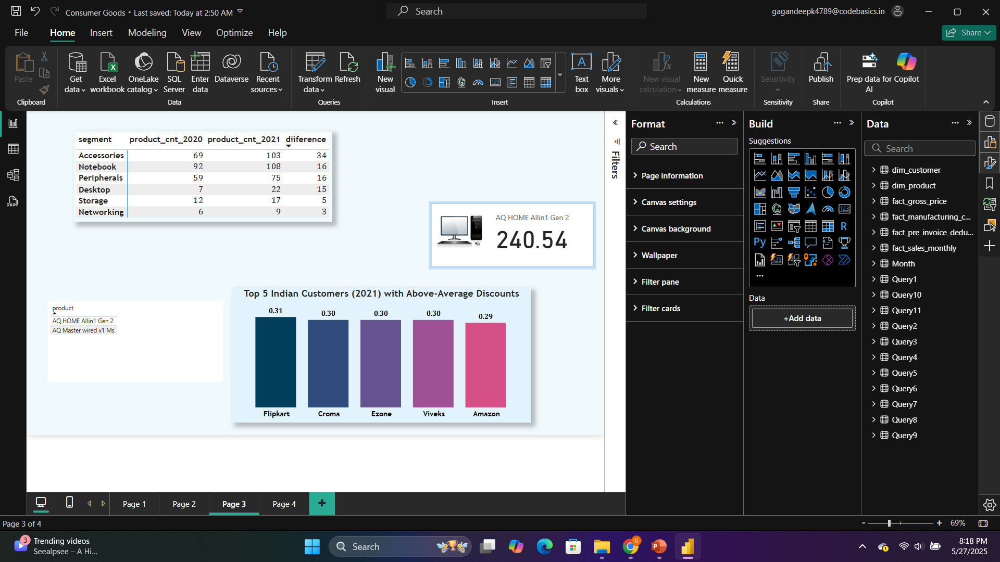 Consumer Goods • Last saved: Today at 2:50 AM
Search
gagandeepk4789@codebasics.in
File
Home
Insert
Modeling
View
Optimize
Help
Share
Paste
Get data
Excel workbook
OneLake catalog
SQL Server
Enter data
Dataverse
Recent sources
Transform data
Refresh
New visual
Text box
More visuals
New visual calculation
New measure
Quick measure
Sensitivity
Publish
Prep data for AI
Copilot
Clipboard
Data
Queries
Insert
Calculations
Sensitivity
Share
Copilot
segment product_cnt_2020 product_cnt_2021 diifference
Accessories 69 103 34
Notebook 92 108 16
Peripherals 59 75 16
Desktop 7 22 15
Storage 12 17 5
Networking 6 9 3
AQ HOME Allin1 Gen 2
240.54
product
AQ HOME Allin1 Gen 2
AQ Master wired x1 Ms
Top 5 Indian Customers (2021) with Above-Average Discounts
0.31
0.30
0.30
0.30
0.29
Flipkart
Croma
Ezone
Viveks
Amazon
Filters
Format
Search
Page information
Canvas settings
Canvas background
Wallpaper
Filter pane
Filter cards
Build
Suggestions
123
R
Py
123
Data
+Add data
Data
Search
dim_customer
dim_product
fact_gross_price
fact_manufacturing_c...
fact_pre_invoice_dedu...
fact_sales_monthly
Month
Query1
Query10
Query11
Query2
Query3
Query4
Query5
Query6
Query7
Query8
Query9
DAX
Page 1
Page 2
Page 3
Page 4
Page 3 of 4
69%
3
Trending videos
Seealpsee – A Hi...
Search
G
P
8:18 PM
5/27/2025